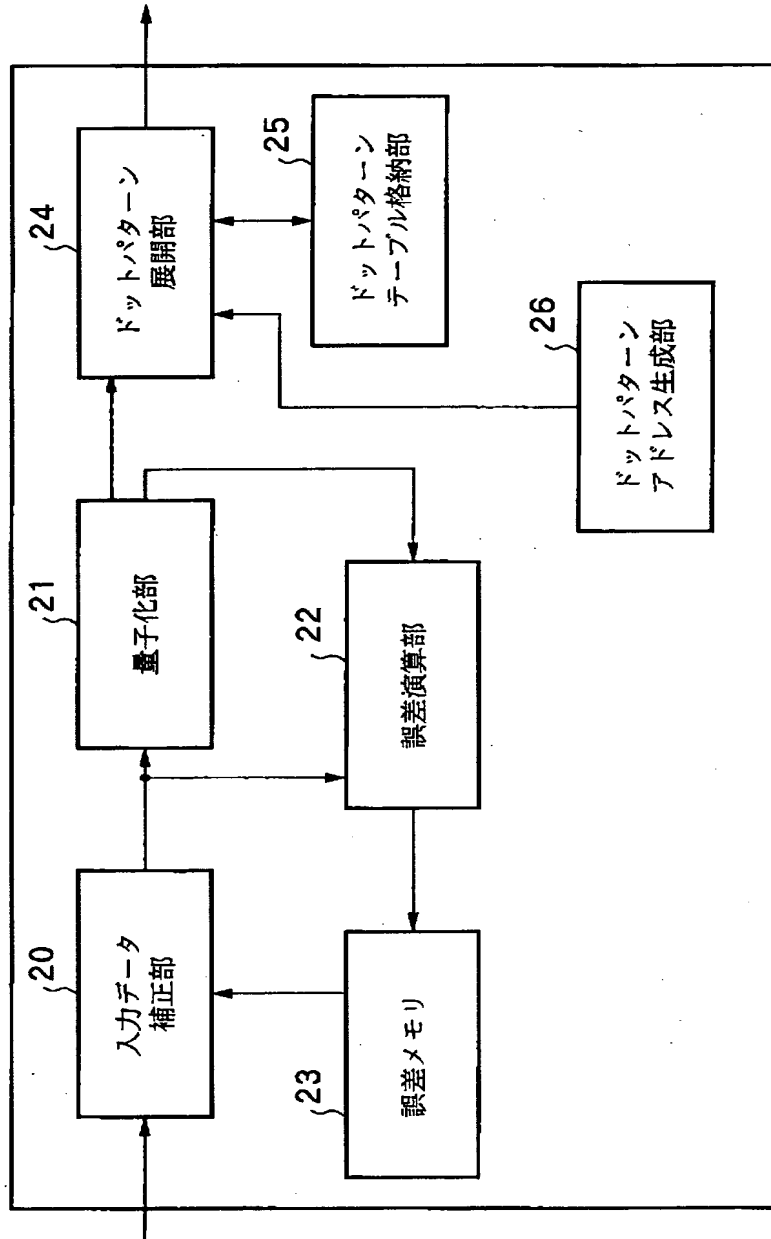 20
入力データ
補正部
21
量子化部
24
ドットパターン
展開部
25
ドットパターン
テーブル格納部
23
誤差メモリ
22
誤差演算部
26
ドットパターン
アドレス生成部